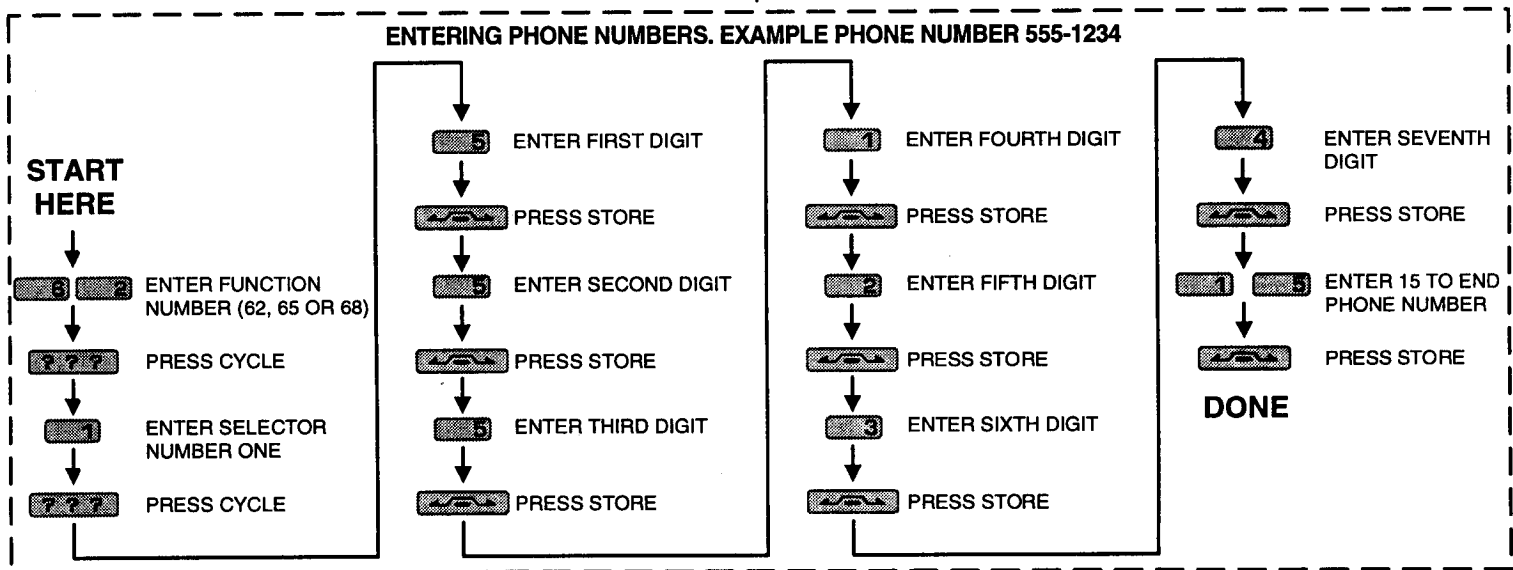 ENTERING PHONE NUMBERS. EXAMPLE PHONE NUMBER 555-1234
START
HERE
6 2 ENTER FUNCTION
NUMBER (62, 65 OR 68)
? ? ? PRESS CYCLE
1 ENTER SELECTOR
NUMBER ONE
? ? ? PRESS CYCLE
5 ENTER FIRST DIGIT
PRESS STORE
5 ENTER SECOND DIGIT
PRESS STORE
5 ENTER THIRD DIGIT
PRESS STORE
1 ENTER FOURTH DIGIT
PRESS STORE
2 ENTER FIFTH DIGIT
PRESS STORE
3 ENTER SIXTH DIGIT
PRESS STORE
4 ENTER SEVENTH
DIGIT
PRESS STORE
1 5 ENTER 15 TO END
PHONE NUMBER
PRESS STORE
DONE